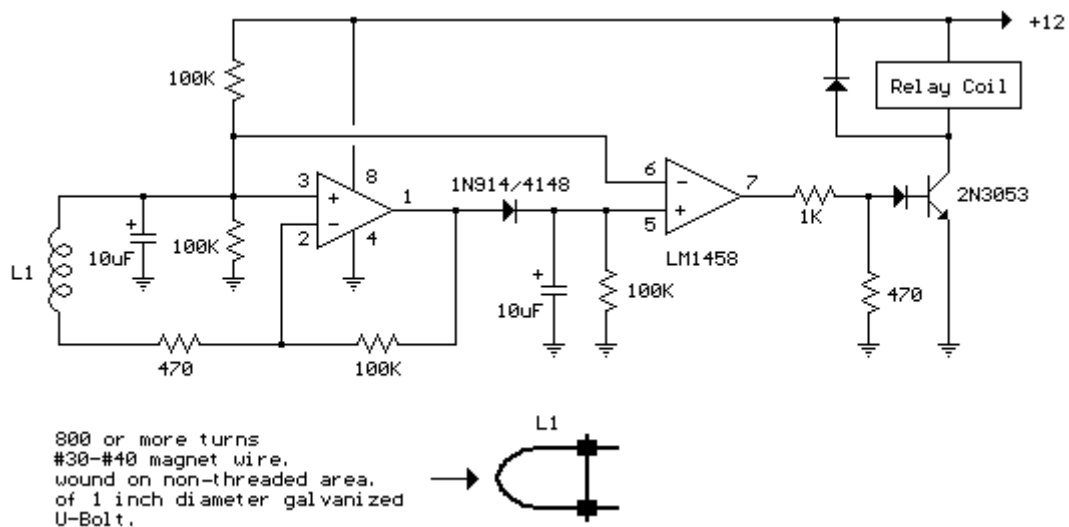 +12
100K
Relay Coil
3
8
1
1N914/4148
6
7
2N3053
+
−
−
+
1K
2
4
5
LM1458
+
10uF
100K
L1
+
10uF
100K
470
470
100K
L1
800 or more turns
#30-#40 magnet wire.
wound on non-threaded area.
of 1 inch diameter galvanized
U-Bolt.